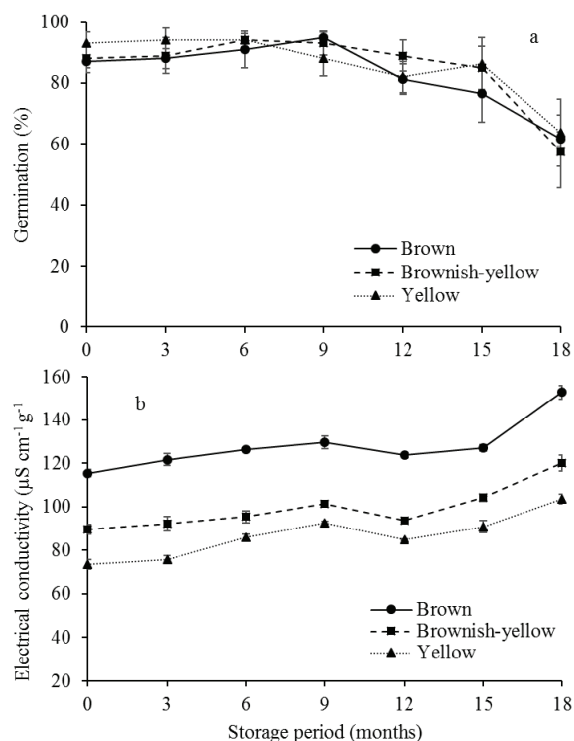 100
80
60
40
20
0
Germination (%)
a
Brown
Brownish-yellow
Yellow
0 3 6 9 12 15 18
160
140
120
100
80
60
40
20
Electrical conductivity (µS cm⁻¹ g⁻¹)
b
Brown
Brownish-yellow
Yellow
0 3 6 9 12 15 18
Storage period (months)